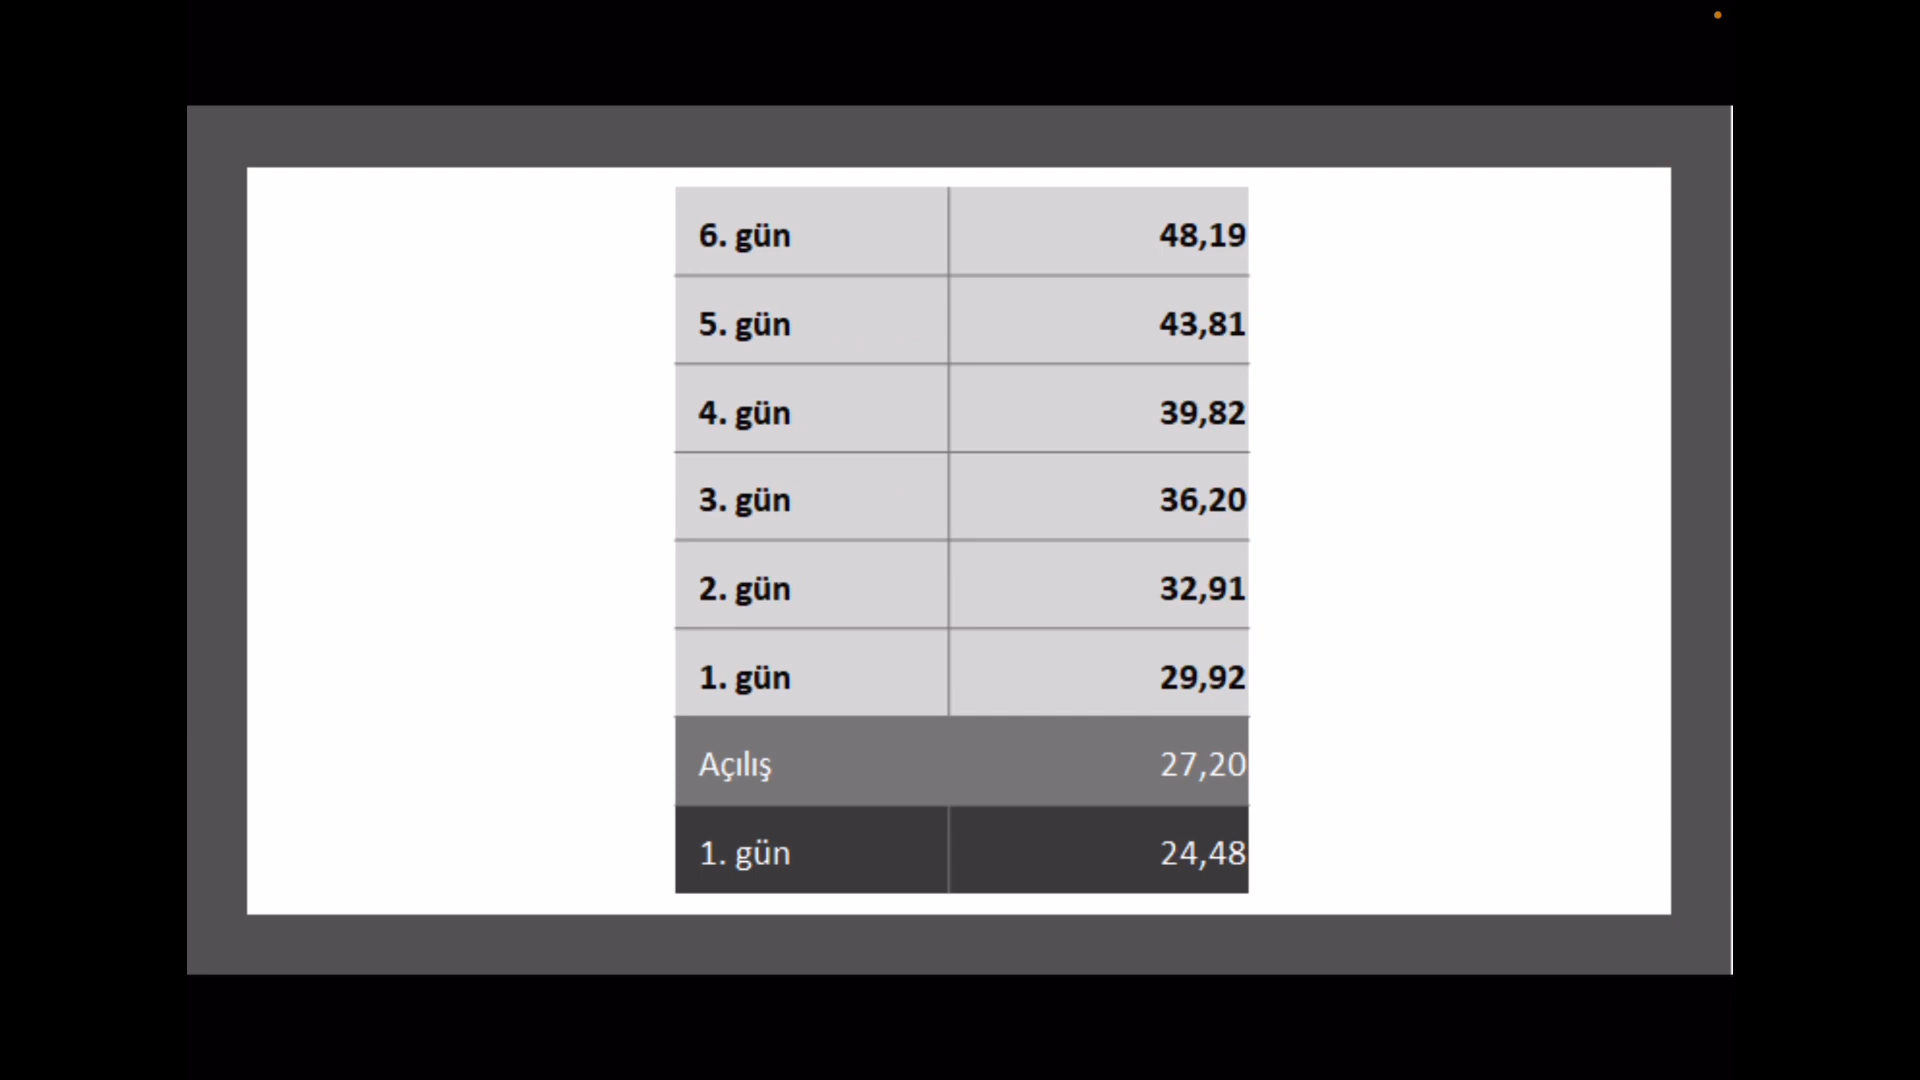 6. gün 48,19
5. gün 43,81
4. gün 39,82
3. gün 36,20
2. gün 32,91
1. gün 29,92
Açılış 27,20
1. gün 24,48